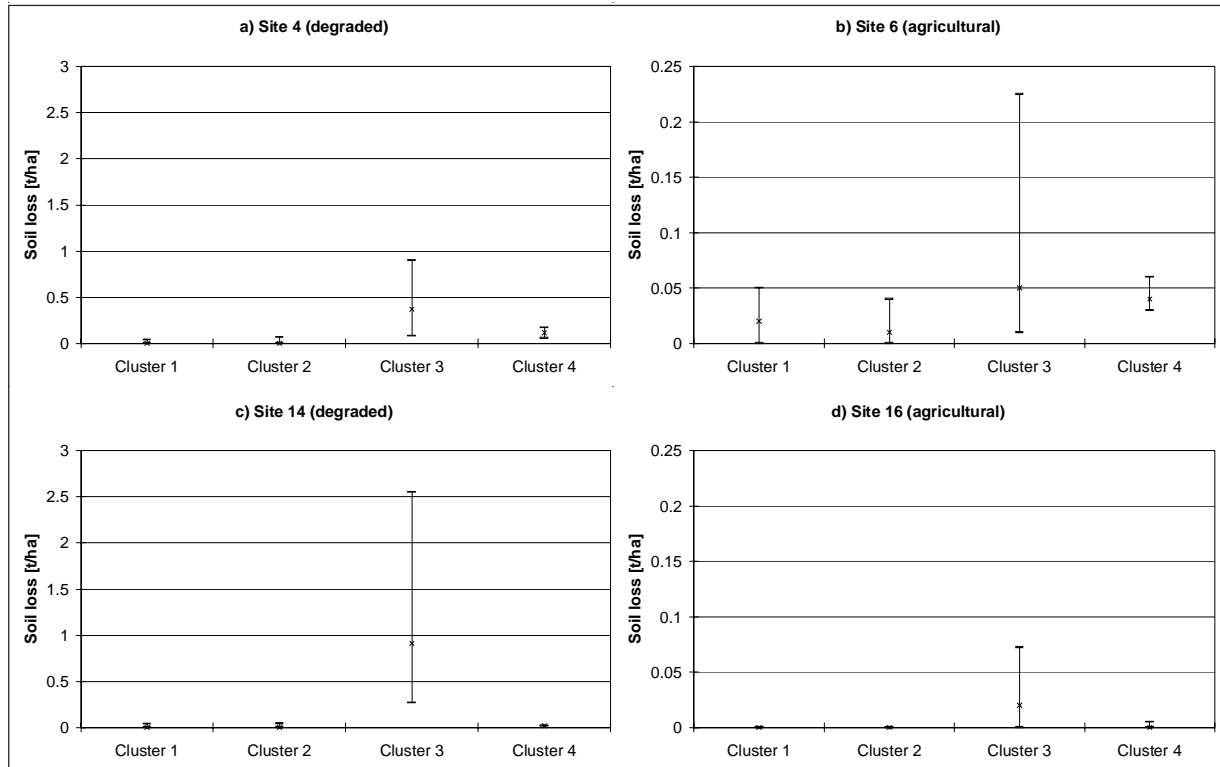 a) Site 4 (degraded)
3
2.5
2
1.5
1
0.5
0
Soil loss [t/ha]
Cluster 1 Cluster 2 Cluster 3 Cluster 4
b) Site 6 (agricultural)
0.25
0.2
0.15
0.1
0.05
0
Soil loss [t/ha]
Cluster 1 Cluster 2 Cluster 3 Cluster 4
c) Site 14 (degraded)
3
2.5
2
1.5
1
0.5
0
Soil loss [t/ha]
Cluster 1 Cluster 2 Cluster 3 Cluster 4
d) Site 16 (agricultural)
0.25
0.2
0.15
0.1
0.05
0
Soil loss [t/ha]
Cluster 1 Cluster 2 Cluster 3 Cluster 4